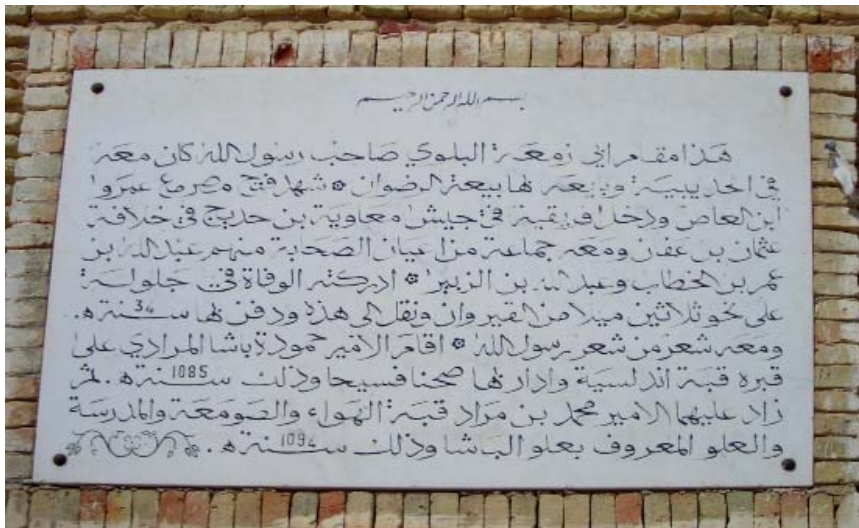 بسم الله الرحمن الرحيم
هذا مقام ابي زمعة البلوي صاحب رسول الله كان معه
في الحديبية وبايعه بها بيعة الرضوان ۞ شهد فتح مصر مع عمروا
ابن العاص ودخل افريقية في جيش معاوية بن حديج في خلافة
عثمان بن عفان ومعه جماعة من اعيان الصحابة منهم عبد الله بن
عمر بن الخطاب وعبد الله بن الزبير ۞ ادركته الوفاة في جلولة
على نحو ثلاثين ميلا من القيروان ونقل الى هذه ودفن بها سنة 34 ه.
ومعه شعر من شعر رسول الله ۞ اقام الامير حمودة باشا المرادي على
قبره قبة اندلسية وادار بها صحنا فسيحا وذلك سنة 1085 ه. ثم
زاد عليهما الامير محمد بن مراد قبة الهواء والصومعة والمدرسة
والعلو المعروف بعلو الباشا وذلك سنة 1094 ه.